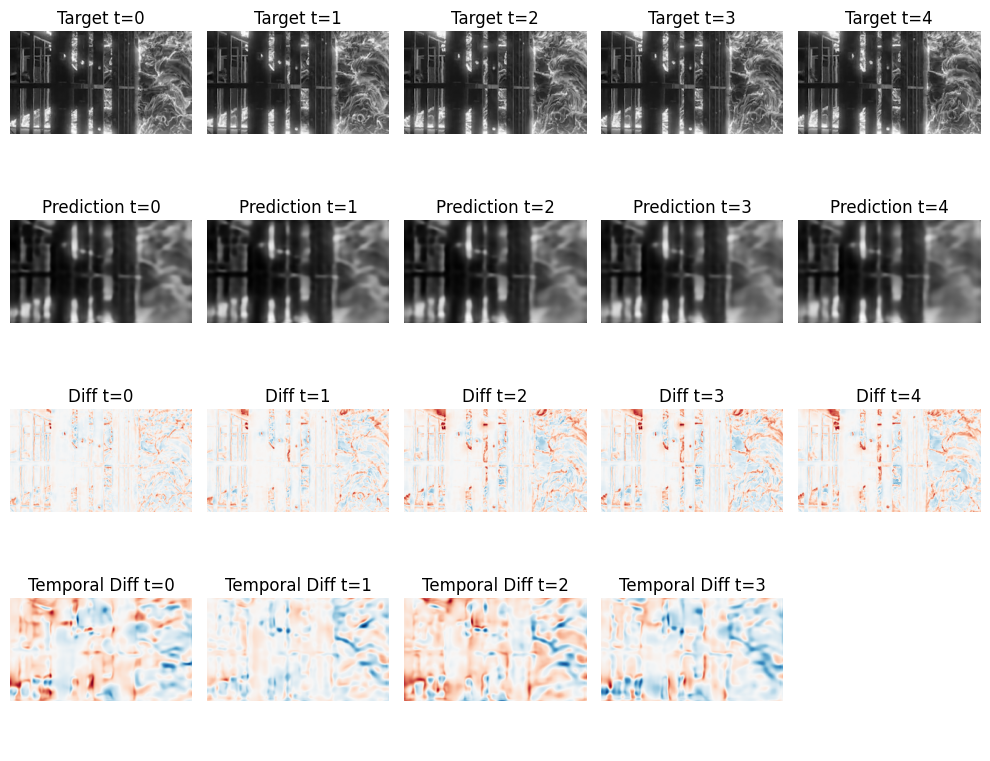 Target t=0 Target t=1 Target t=2 Target t=3 Target t=4
Prediction t=0 Prediction t=1 Prediction t=2 Prediction t=3 Prediction t=4
Diff t=0 Diff t=1 Diff t=2 Diff t=3 Diff t=4
Temporal Diff t=0 Temporal Diff t=1 Temporal Diff t=2 Temporal Diff t=3